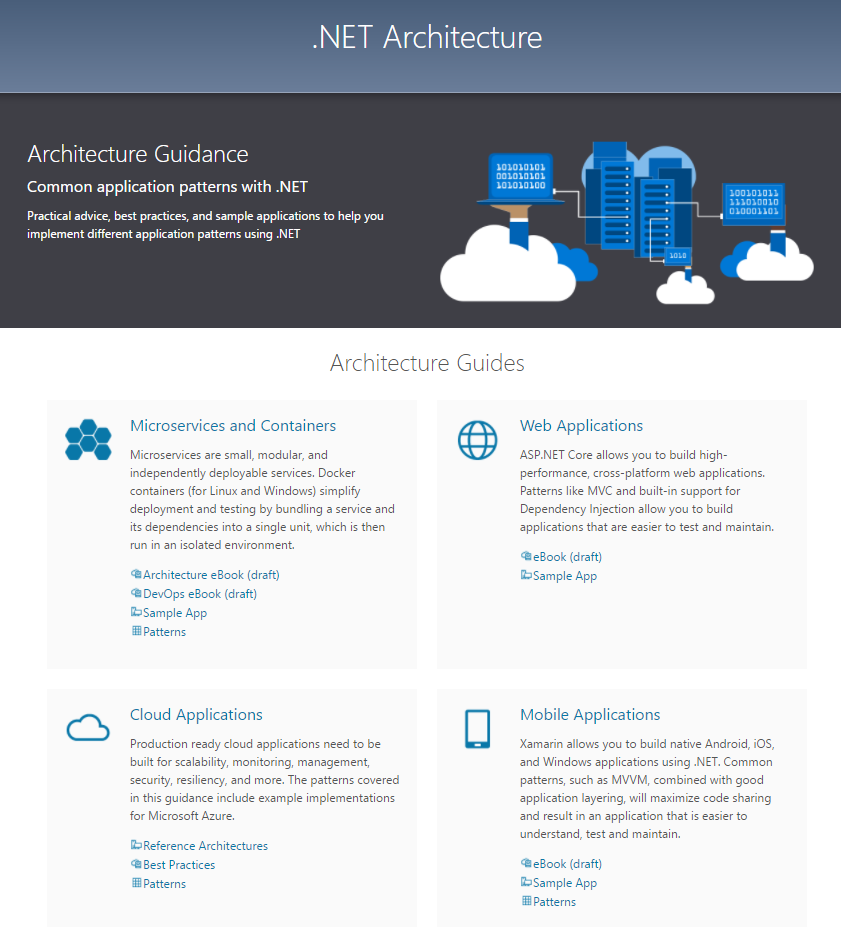 .NET Architecture
Architecture Guidance
Common application patterns with .NET
Practical advice, best practices, and sample applications to help you
implement different application patterns using .NET
101010101
001010101
101010100
100101011
111010010
010001101
1010
Architecture Guides
Microservices and Containers
Microservices are small, modular, and
independently deployable services. Docker
containers (for Linux and Windows) simplify
deployment and testing by bundling a service and
its dependencies into a single unit, which is then
run in an isolated environment.
Architecture eBook (draft)
DevOps eBook (draft)
Sample App
Patterns
Web Applications
ASP.NET Core allows you to build high-
performance, cross-platform web applications.
Patterns like MVC and built-in support for
Dependency Injection allow you to build
applications that are easier to test and maintain.
eBook (draft)
Sample App
Cloud Applications
Production ready cloud applications need to be
built for scalability, monitoring, management,
security, resiliency, and more. The patterns covered
in this guidance include example implementations
for Microsoft Azure.
Reference Architectures
Best Practices
Patterns
Mobile Applications
Xamarin allows you to build native Android, iOS,
and Windows applications using .NET. Common
patterns, such as MVVM, combined with good
application layering, will maximize code sharing
and result in an application that is easier to
understand, test and maintain.
eBook (draft)
Sample App
Patterns